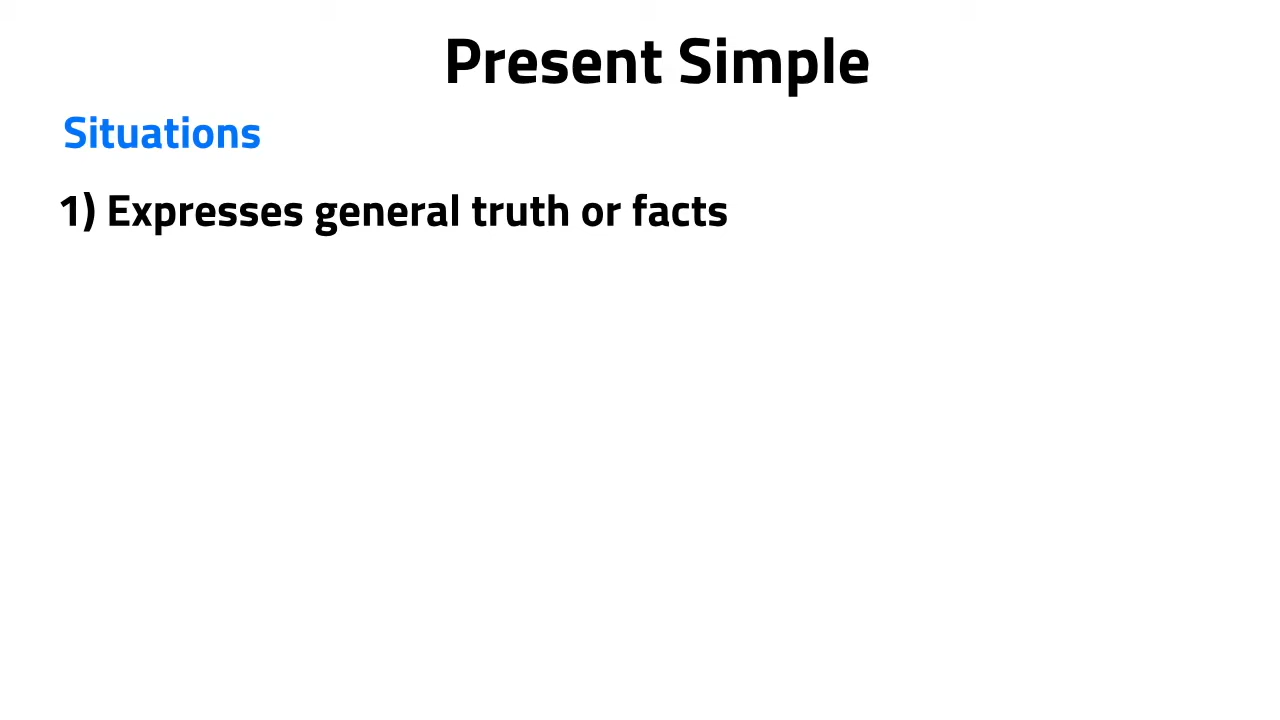 Present Simple
Situations
1) Expresses general truth or facts